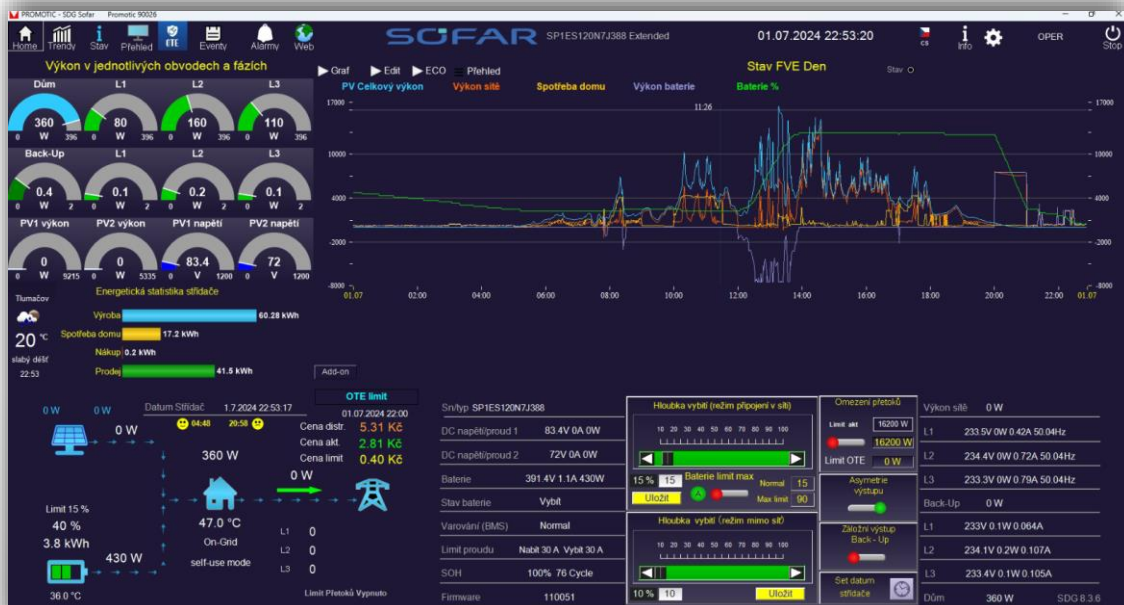 PROMOTIC - SDG Sofar Promotic 90026
Home Trendy Stav Přehled OTE Eventy Alarmy Web
SOFAR SP1ES120N7J388 Extended 01.07.2024 22:53:20 cs Info OPER Stop
Výkon v jednotlivých obvodech a fázích
Dům L1 L2 L3
360 80 160 110
0 W 396 0 W 396 0 W 396 0 W 396
Back-Up L1 L2 L3
0.4 0.1 0.2 0.1
0 W 2 0 W 2 0 W 2 0 W 2
PV1 výkon PV2 výkon PV1 napětí PV2 napětí
0 0 83.4 72
0 W 9215 0 W 5335 0 V 1200 0 V 1200
Graf Edit ECO Přehled Stav FVE Den Stav
PV Celkový výkon Výkon sítě Spotřeba domu Výkon baterie Baterie %
11:26
17000 17000
10000 10000
4000 4000
-2000 -2000
-8000 -8000
01.07 02:00 04:00 06:00 08:00 10:00 12:00 14:00 16:00 18:00 20:00 22:00 01.07
Energetická statistika střídače
Tlumačov
20 °C
slabý déšť
22:53
Výroba 60.28 kWh
Spotřeba domu 17.2 kWh
Nákup 0.2 kWh
Prodej 41.5 kWh
Add-on
0 W 0 W
Datum Střídač 1.7.2024 22:53:17
04:48 20:58
OTE limit
01.07.2024 22:00
Cena distr. 5.31 Kč
Cena akt. 2.81 Kč
Cena limit 0.40 Kč
0 W
360 W
0 W
Limit 15 %
40 %
3.8 kWh
430 W
36.0 °C
47.0 °C
On-Grid
self-use mode
L1 0
L2 0
L3 0
Limit Přetoků Vypnuto
Sn/typ SP1ES120N7J388
DC napětí/proud 1 83.4V 0A 0W
DC napětí/proud 2 72V 0A 0W
Baterie 391.4V 1.1A 430W
Stav baterie Vybít
Varování (BMS) Normal
Limit proudu Nabít 30 A Vybít 30 A
SOH 100% 76 Cycle
Firmware 110051
Hloubka vybití (režim připojení v síti)
10 20 30 40 50 60 70 80 90 100
15 % 15
Uložit
Baterie limit max
A
Normal 15
Max limit 90
Hloubka vybití (režim mimo síť)
10 20 30 40 50 60 70 80 90 100
10 % 10 Uložit
Omezení přetoků
Limit akt 16200 W
16200 W
Limit OTE 0 W
Asymetrie
výstupu
Záložní výstup
Back - Up
Set datum
střídače
Výkon sítě 0 W
L1 233.5V 0W 0.42A 50.04Hz
L2 234.4V 0W 0.72A 50.04Hz
L3 233.3V 0W 0.79A 50.04Hz
Back-Up 0 W
L1 233V 0.1W 0.064A
L2 234.1V 0.2W 0.107A
L3 233.4V 0.1W 0.105A
Dům 360 W SDG 8.3.6